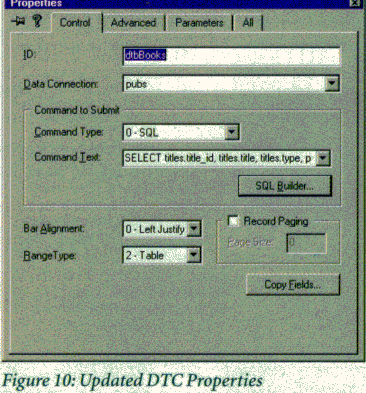 Properties
Control Advanced Parameters All
ID: dtbBooks
Data Connection: pubs
Command to Submit
Command Type: 0 - SQL
Command Text: SELECT titles.title_id, titles.title, titles.type, p
SQL Builder...
Bar Alignment: 0 - Left Justify
Record Paging
Page Size: 0
RangeType: 2 - Table
Copy Fields...
Figure 10: Updated DTC Properties